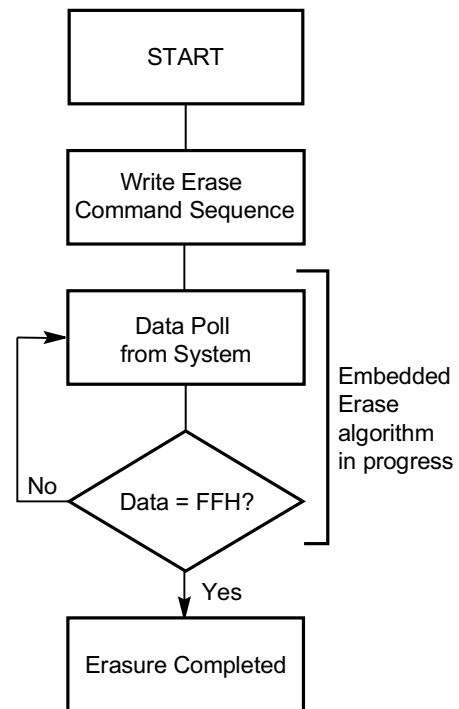 START
Write Erase
Command Sequence
Data Poll
from System
Embedded
Erase
algorithm
in progress
No
Data = FFH?
Yes
Erasure Completed